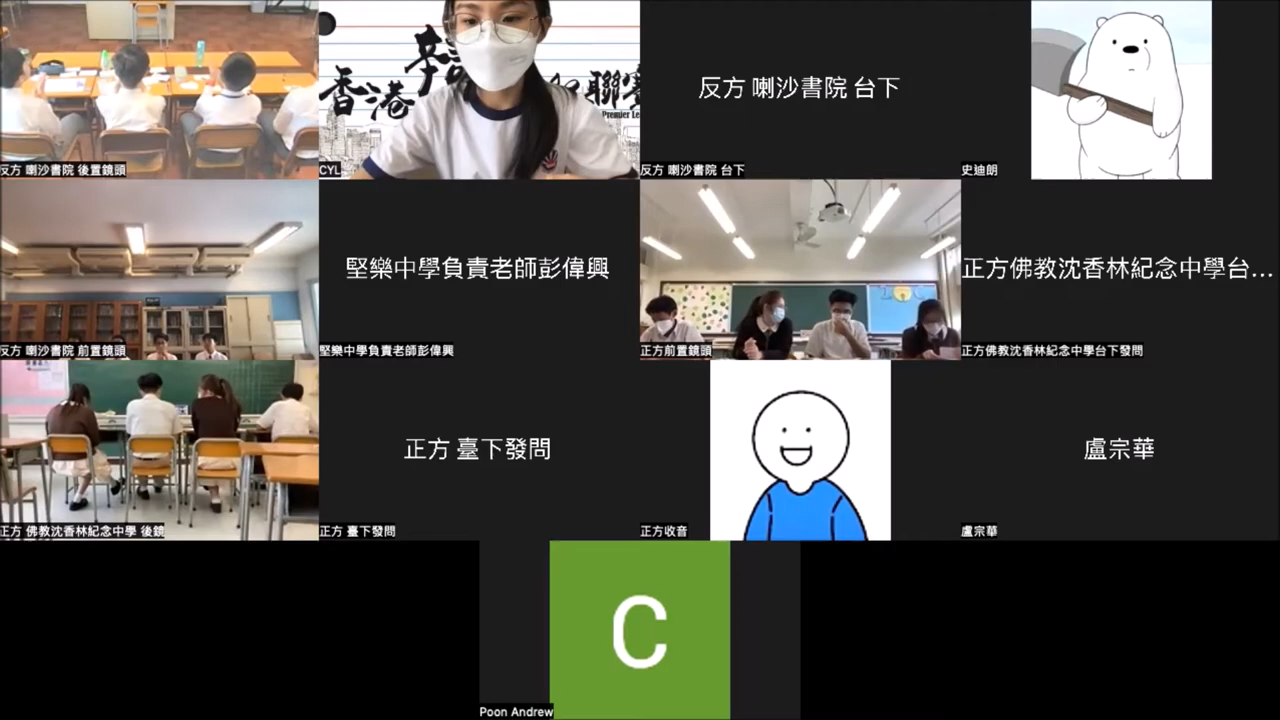 反方 喇沙書院 後置鏡頭
香港
聯
Premier Le
CYL
反方 喇沙書院 台下
反方 喇沙書院 台下
史迪朗
反方 喇沙書院 前置鏡頭
堅樂中學負責老師彭偉興
堅樂中學負責老師彭偉興
正方前置鏡頭
正方佛教沈香林紀念中學台...
正方佛教沈香林紀念中學台下發問
正方 佛教沈香林紀念中學 後鏡
正方 臺下發問
正方 臺下發問
正方收音
盧宗華
盧宗華
C
Poon Andrew